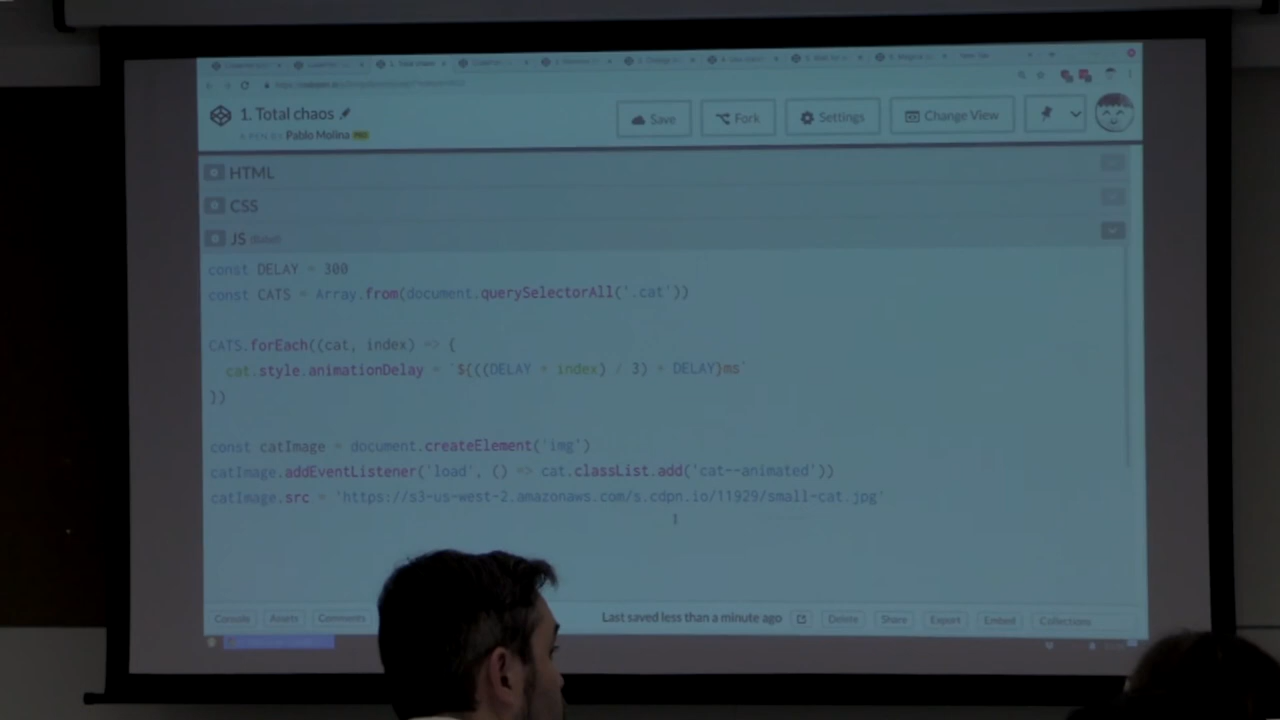 1. Total chaos
A PEN BY Pablo Molina PRO
Save
Fork
Settings
Change View
HTML
CSS
JS (Babel)
const DELAY = 300
const CATS = Array.from(document.querySelectorAll('.cat'))
CATS.forEach((cat, index) => {
cat.style.animationDelay = `${((DELAY * index) / 3) + DELAY}ms`
})
const catImage = document.createElement('img')
catImage.addEventListener('load', () => cat.classList.add('cat--animated'))
catImage.src = 'https://s3-us-west-2.amazonaws.com/s.cdpn.io/11929/small-cat.jpg'
Console
Assets
Comments
Last saved less than a minute ago
Delete
Share
Export
Embed
Collections